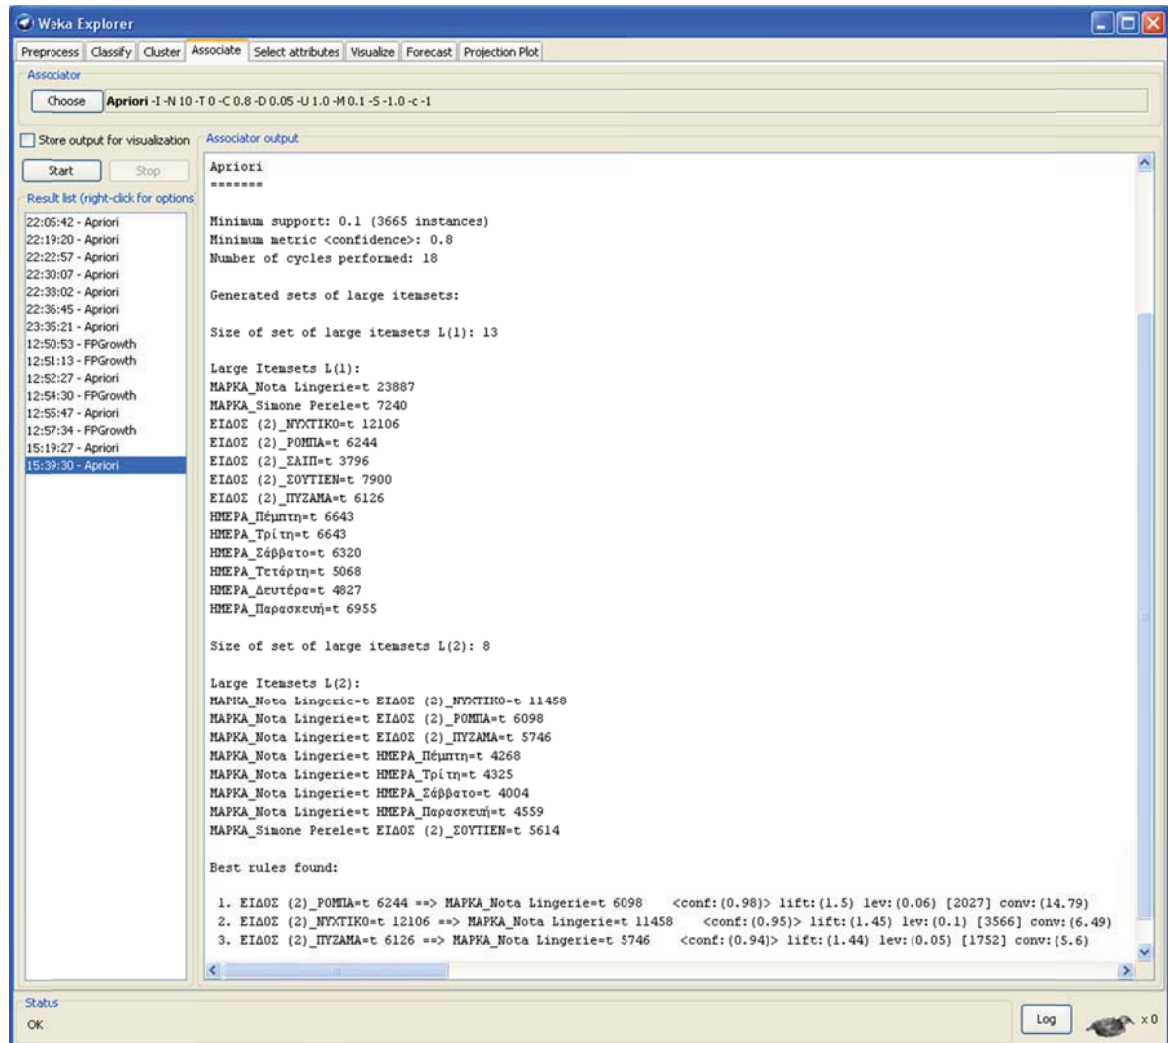 Weka Explorer
Preprocess Classify Cluster Associate Select attributes Visualize Forecast Projection Plot
Associator
Choose Apriori -I -N 10 -T 0 -C 0.8 -D 0.05 -U 1.0 -M 0.1 -S -1.0 -c -1
Store output for visualization
Start Stop
Result list (right-click for options)
22:06:42 - Apriori
22:19:20 - Apriori
22:22:57 - Apriori
22:30:07 - Apriori
22:38:02 - Apriori
22:36:45 - Apriori
23:35:21 - Apriori
12:50:53 - FPGrowth
12:51:13 - FPGrowth
12:52:27 - Apriori
12:54:30 - FPGrowth
12:55:47 - Apriori
12:57:34 - FPGrowth
15:19:27 - Apriori
15:39:30 - Apriori
Associator output
Apriori
=======
Minimum support: 0.1 (3665 instances)
Minimum metric <confidence>: 0.8
Number of cycles performed: 18
Generated sets of large itemsets:
Size of set of large itemsets L(1): 13
Large Itemsets L(1):
ΜΑΡΚΑ_Nota Lingerie=t 23887
ΜΑΡΚΑ_Simone Perele=t 7240
ΕΙΔΟΣ (2)_ΝΥΧΤΙΚΟ=t 12106
ΕΙΔΟΣ (2)_ΡΟΜΠΑ=t 6244
ΕΙΔΟΣ (2)_ΣΛΙΠ=t 3796
ΕΙΔΟΣ (2)_ΣΟΥΤΙΕΝ=t 7900
ΕΙΔΟΣ (2)_ΠΥΖΑΜΑ=t 6126
ΗΜΕΡΑ_Πέμπτη=t 6643
ΗΜΕΡΑ_Τρίτη=t 6643
ΗΜΕΡΑ_Σάββατο=t 6320
ΗΜΕΡΑ_Τετάρτη=t 5068
ΗΜΕΡΑ_Δευτέρα=t 4827
ΗΜΕΡΑ_Παρασκευή=t 6955
Size of set of large itemsets L(2): 8
Large Itemsets L(2):
ΜΑΡΚΑ_Nota Lingerie=t ΕΙΔΟΣ (2)_ΝΥΧΤΙΚΟ=t 11458
ΜΑΡΚΑ_Nota Lingerie=t ΕΙΔΟΣ (2)_ΡΟΜΠΑ=t 6098
ΜΑΡΚΑ_Nota Lingerie=t ΕΙΔΟΣ (2)_ΠΥΖΑΜΑ=t 5746
ΜΑΡΚΑ_Nota Lingerie=t ΗΜΕΡΑ_Πέμπτη=t 4268
ΜΑΡΚΑ_Nota Lingerie=t ΗΜΕΡΑ_Τρίτη=t 4325
ΜΑΡΚΑ_Nota Lingerie=t ΗΜΕΡΑ_Σάββατο=t 4004
ΜΑΡΚΑ_Nota Lingerie=t ΗΜΕΡΑ_Παρασκευή=t 4559
ΜΑΡΚΑ_Simone Perele=t ΕΙΔΟΣ (2)_ΣΟΥΤΙΕΝ=t 5614
Best rules found:
1. ΕΙΔΟΣ (2)_ΡΟΜΠΑ=t 6244 ==> ΜΑΡΚΑ_Nota Lingerie=t 6098 <conf:(0.98)> lift:(1.5) lev:(0.06) [2027] conv:(14.79)
2. ΕΙΔΟΣ (2)_ΝΥΧΤΙΚΟ=t 12106 ==> ΜΑΡΚΑ_Nota Lingerie=t 11458 <conf:(0.95)> lift:(1.45) lev:(0.1) [3566] conv:(6.49)
3. ΕΙΔΟΣ (2)_ΠΥΖΑΜΑ=t 6126 ==> ΜΑΡΚΑ_Nota Lingerie=t 5746 <conf:(0.94)> lift:(1.44) lev:(0.05) [1752] conv:(5.6)
Status
OK
Log
x 0